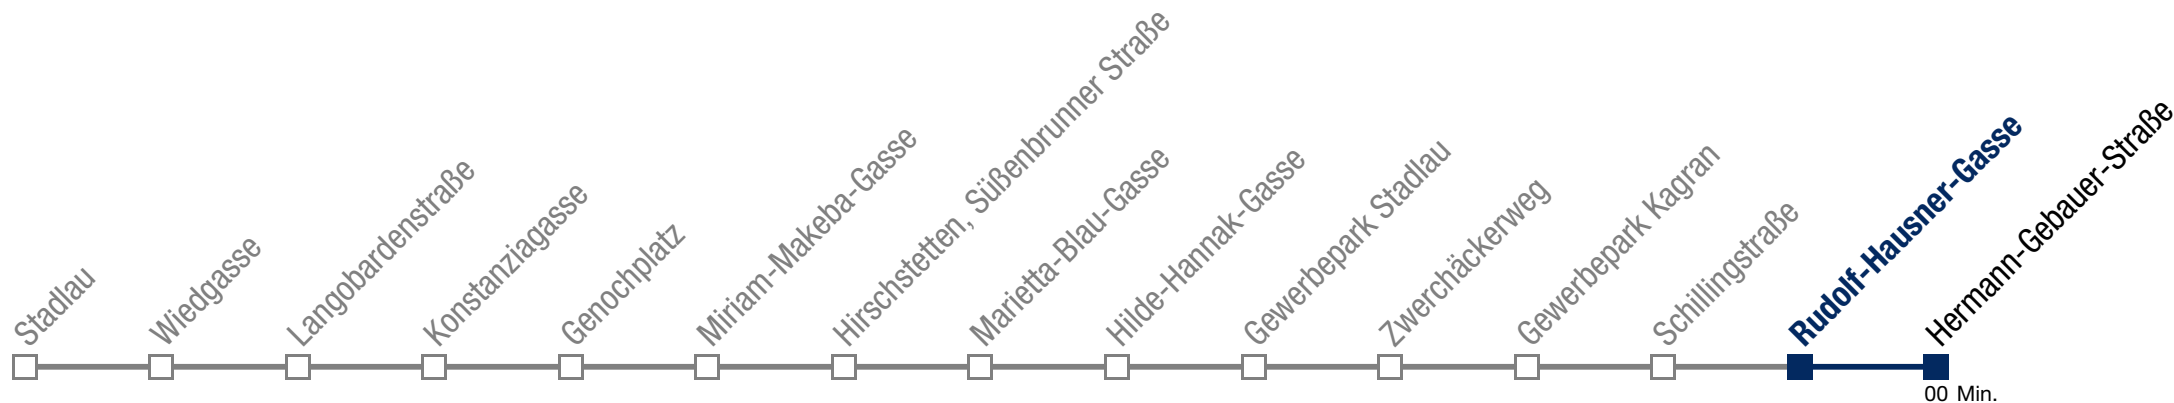 Stadlau
Wiedgasse
Langobardenstraße
Konstanziagasse
Genochplatz
Miriam-Makeba-Gasse
Hirschstetten, Süßenbrunner Straße
Marietta-Blau-Gasse
Hilde-Hannak-Gasse
Gewerbepark Stadlau
Zwerchäckerweg
Gewerbepark Kagran
Schillingstraße
Rudolf-Hausner-Gasse
Hermann-Gebauer-Straße
00 Min.